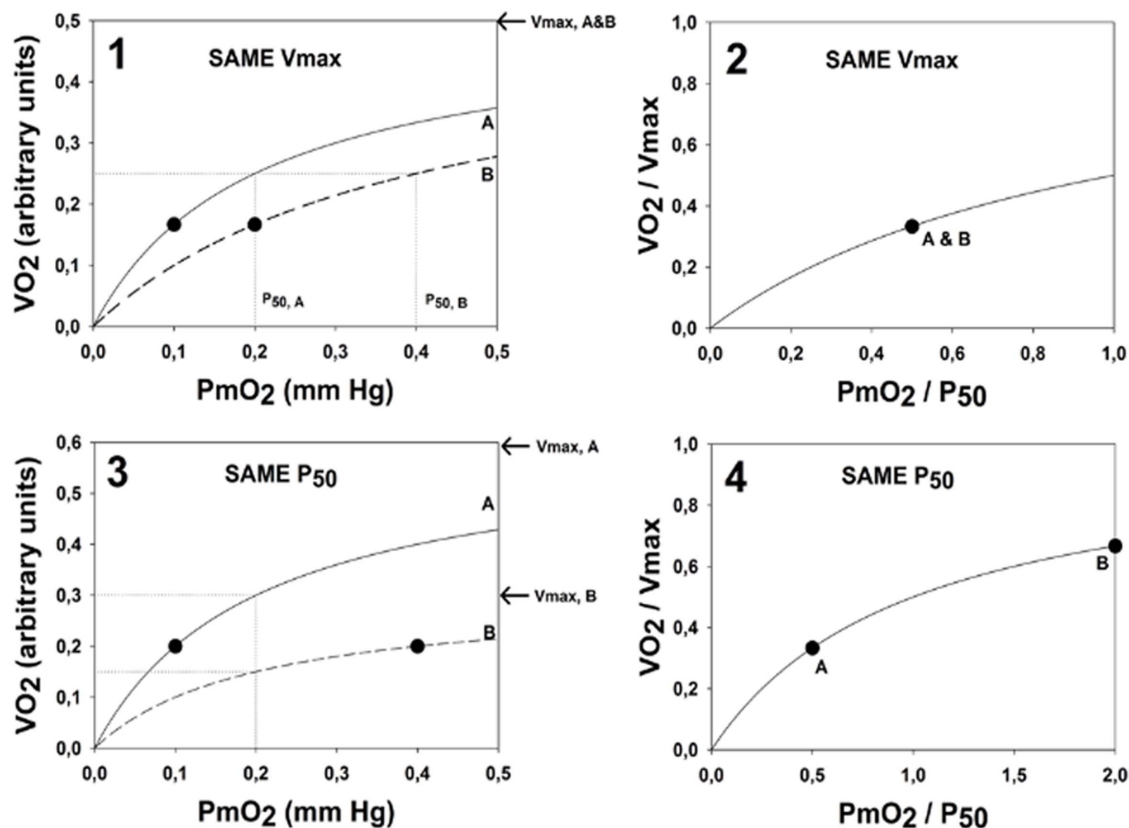 1
SAME Vmax
VO2 (arbitrary units)
0,5
0,4
0,3
0,2
0,1
0,0
Vmax, A&B
A
B
P50, A
P50, B
0,0 0,1 0,2 0,3 0,4 0,5
PmO2 (mm Hg)
2
SAME Vmax
VO2 / Vmax
1,0
0,8
0,6
0,4
0,2
0,0
A & B
0,0 0,2 0,4 0,6 0,8 1,0
PmO2 / P50
3
SAME P50
VO2 (arbitrary units)
0,6
0,5
0,4
0,3
0,2
0,1
0,0
Vmax, A
A
Vmax, B
B
0,0 0,1 0,2 0,3 0,4 0,5
PmO2 (mm Hg)
4
SAME P50
VO2 / Vmax
1,0
0,8
0,6
0,4
0,2
0,0
B
A
0,0 0,5 1,0 1,5 2,0
PmO2 / P50